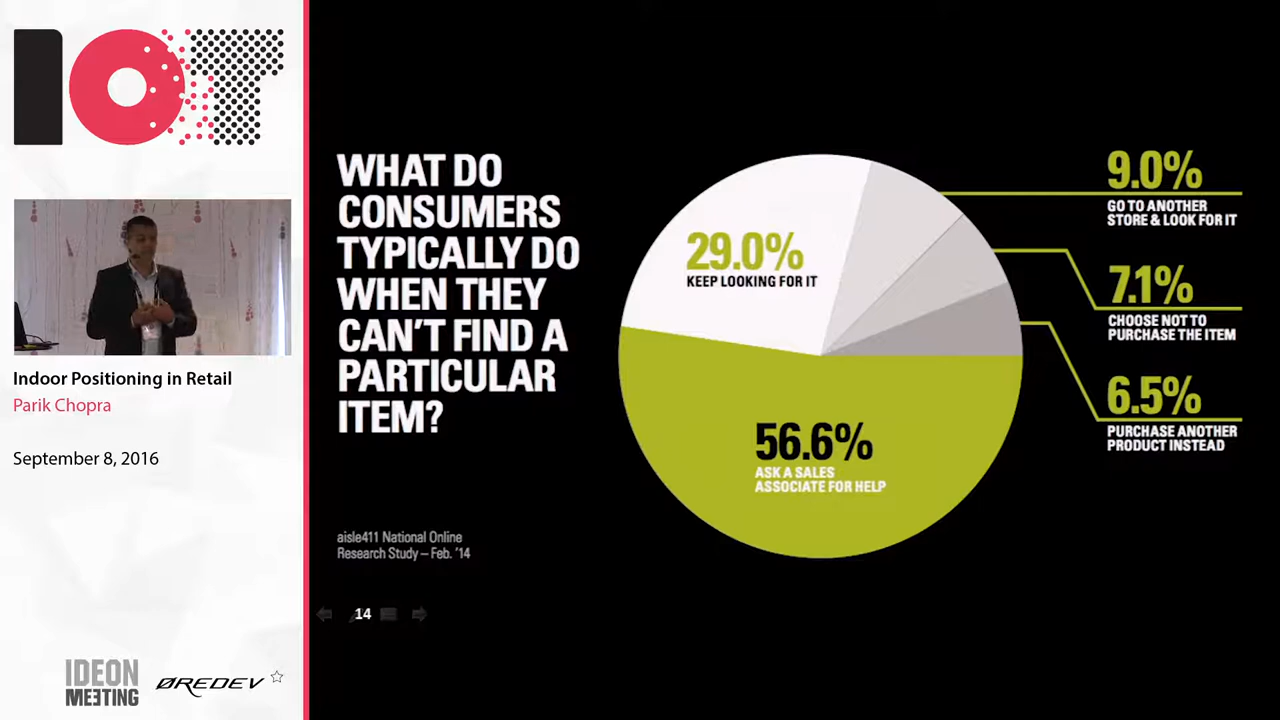 IOT
Indoor Positioning in Retail
Parik Chopra
September 8, 2016
IDEON
MEETING
ØREDEV
WHAT DO
CONSUMERS
TYPICALLY DO
WHEN THEY
CAN'T FIND A
PARTICULAR
ITEM?
aisle411 National Online
Research Study – Feb. '14
14
29.0%
KEEP LOOKING FOR IT
56.6%
ASK A SALES
ASSOCIATE FOR HELP
9.0%
GO TO ANOTHER
STORE & LOOK FOR IT
7.1%
CHOOSE NOT TO
PURCHASE THE ITEM
6.5%
PURCHASE ANOTHER
PRODUCT INSTEAD